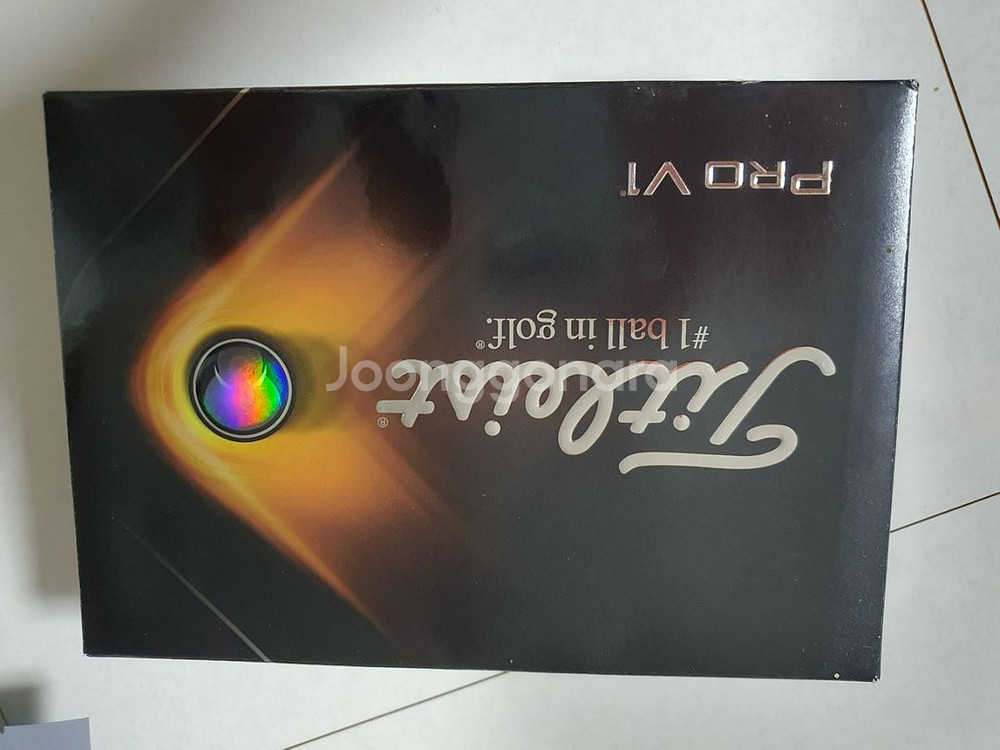 Titleist®
#1 ball in golf.®
PRO V1®
Joonggonara